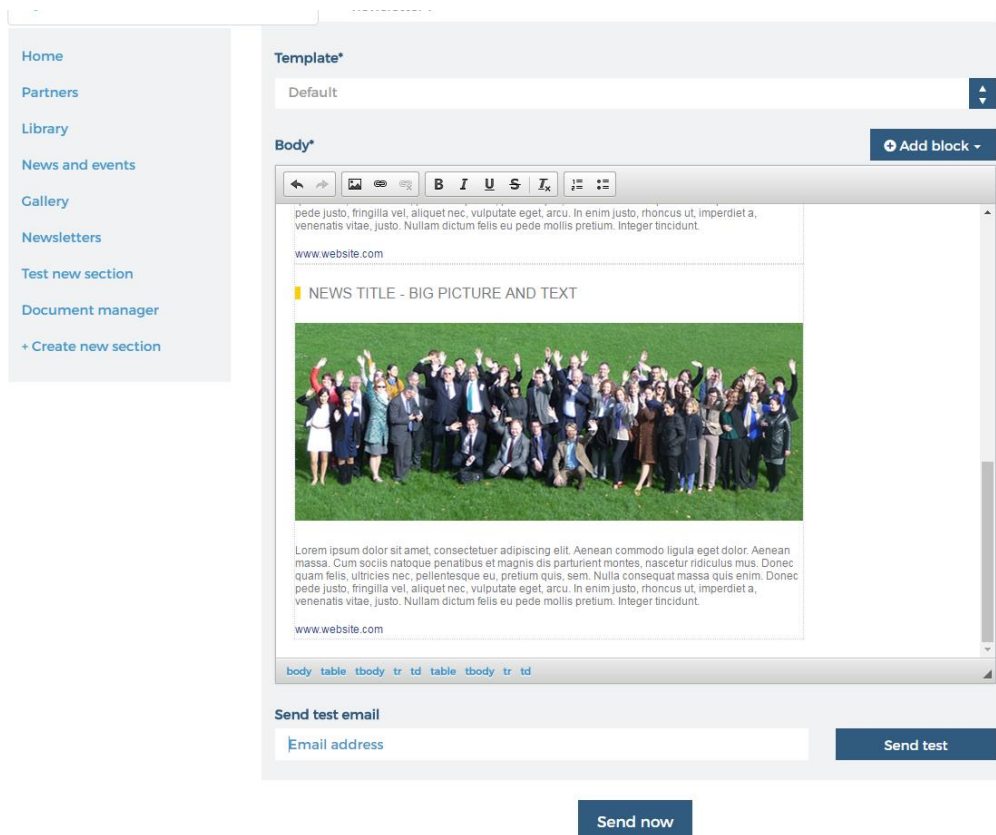 Home
Partners
Library
News and events
Gallery
Newsletters
Test new section
Document manager
+ Create new section
Template*
Default
Body*
Add block
B I U S Ix
pede justo, fringilla vel, aliquet nec, vulputate eget, arcu. In enim justo, rhoncus ut, imperdiet a,
venenatis vitae, justo. Nullam dictum felis eu pede mollis pretium. Integer tincidunt.
www.website.com
NEWS TITLE - BIG PICTURE AND TEXT
Lorem ipsum dolor sit amet, consectetuer adipiscing elit. Aenean commodo ligula eget dolor. Aenean
massa. Cum sociis natoque penatibus et magnis dis parturient montes, nascetur ridiculus mus. Donec
quam felis, ultricies nec, pellentesque eu, pretium quis, sem. Nulla consequat massa quis enim. Donec
pede justo, fringilla vel, aliquet nec, vulputate eget, arcu. In enim justo, rhoncus ut, imperdiet a,
venenatis vitae, justo. Nullam dictum felis eu pede mollis pretium. Integer tincidunt.
www.website.com
body table tbody tr td table tbody tr td
Send test email
Email address
Send test
Send now